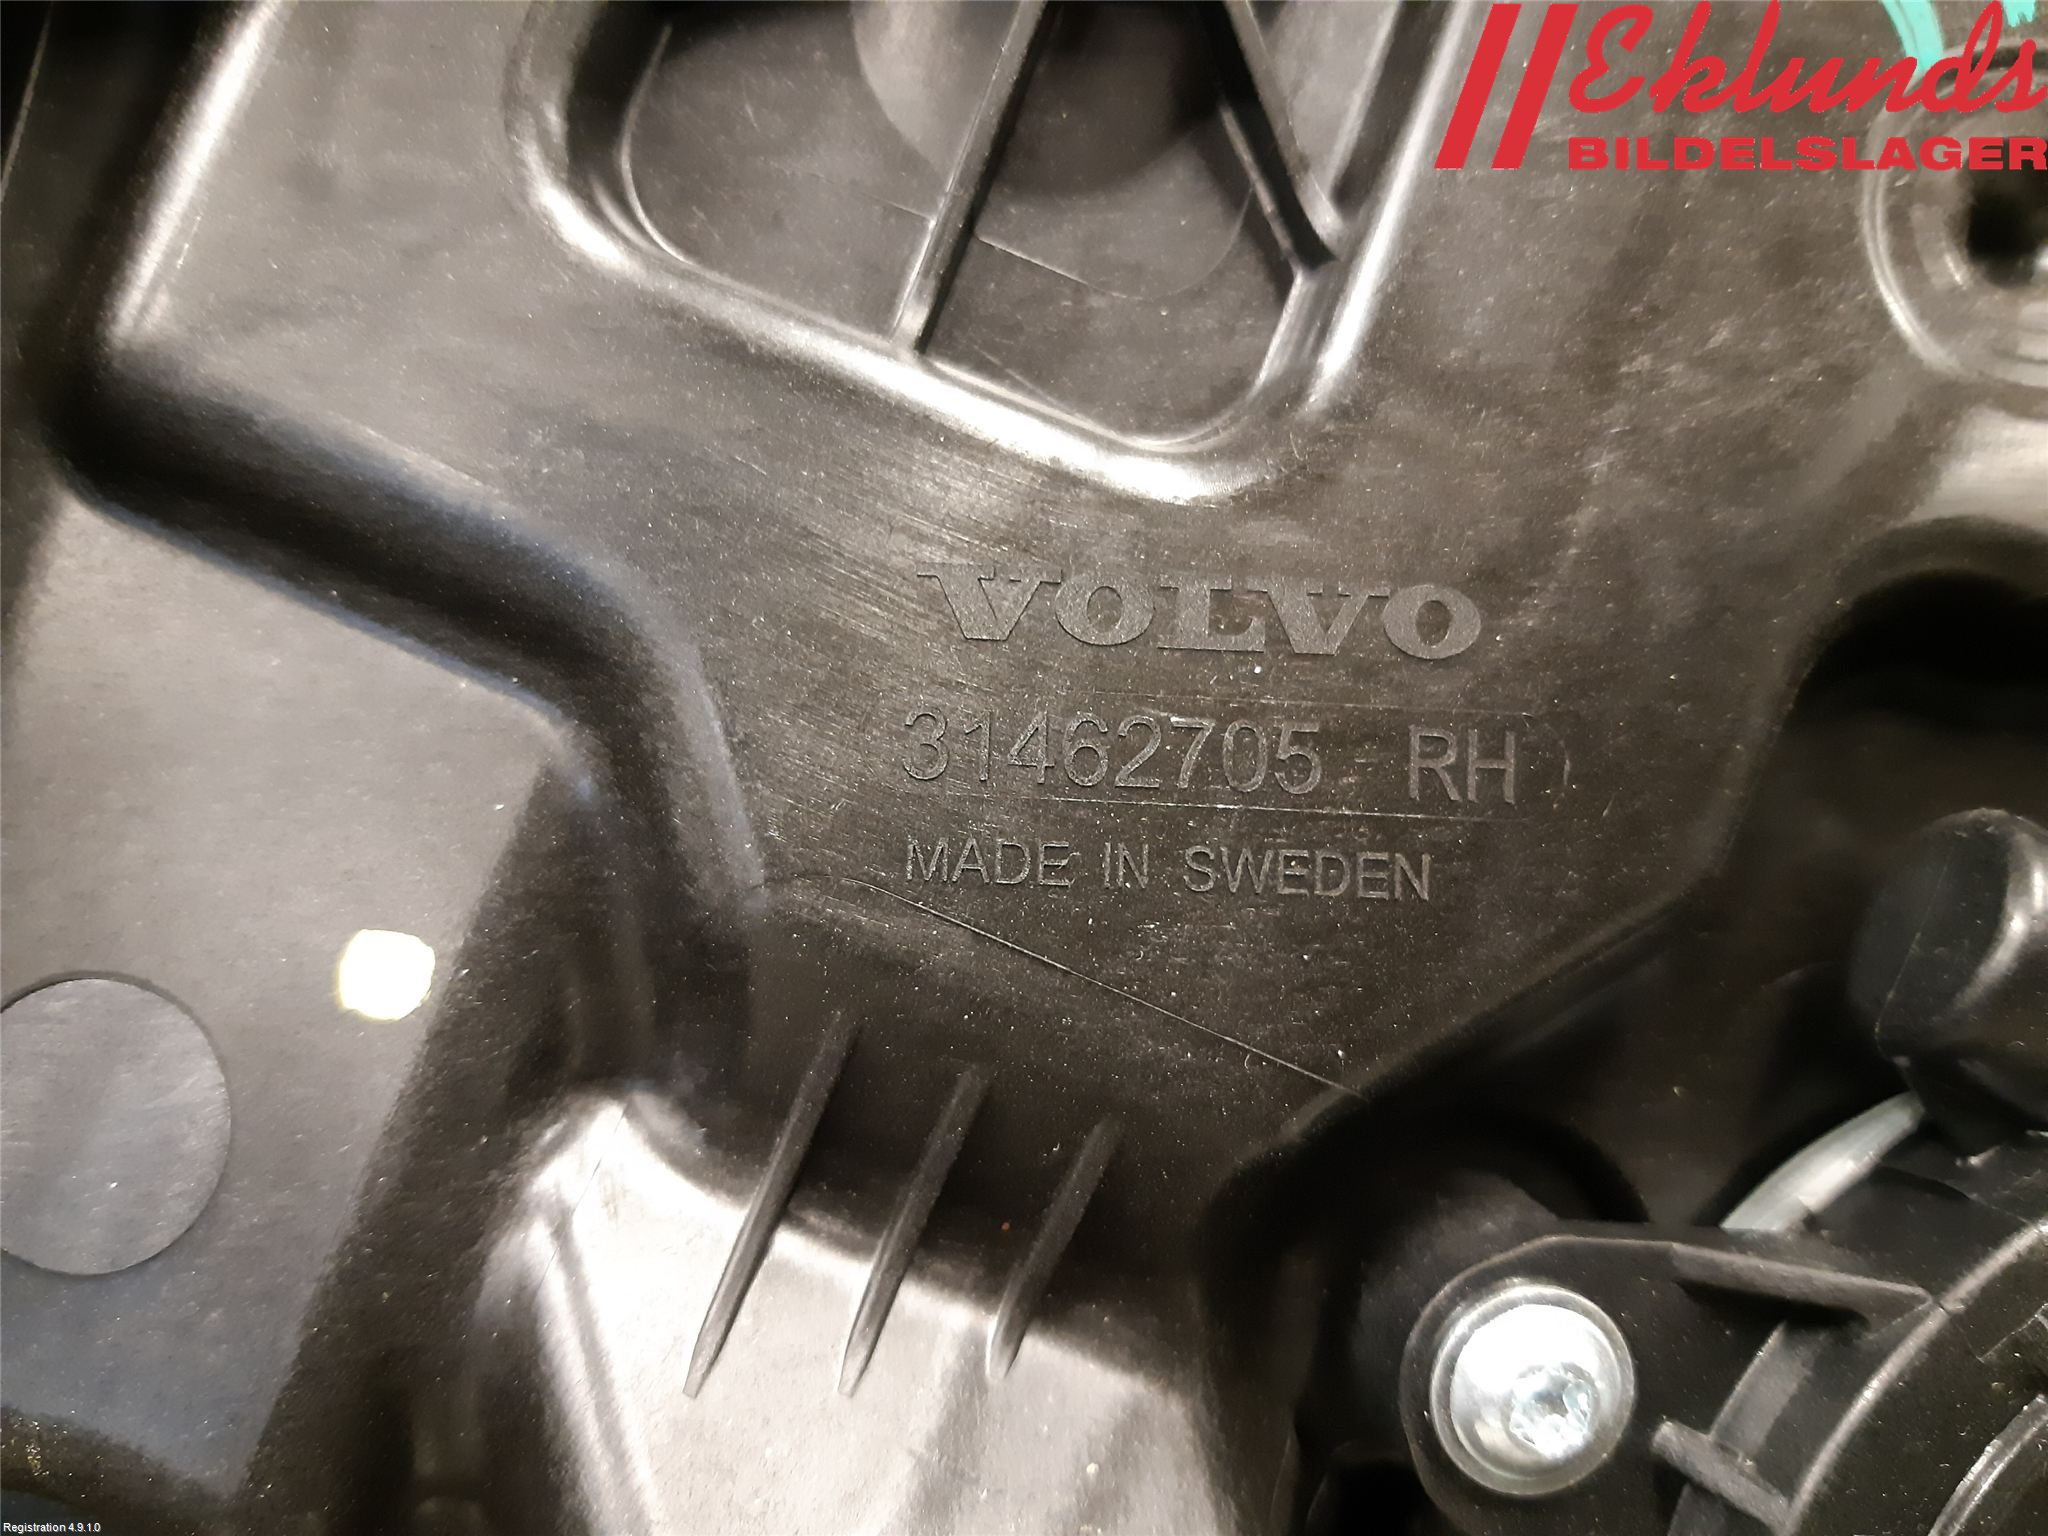 Eklunds
BILDELSLAGER
VOLVO
31462705 RH
MADE IN SWEDEN
Registration 4.9.1.0